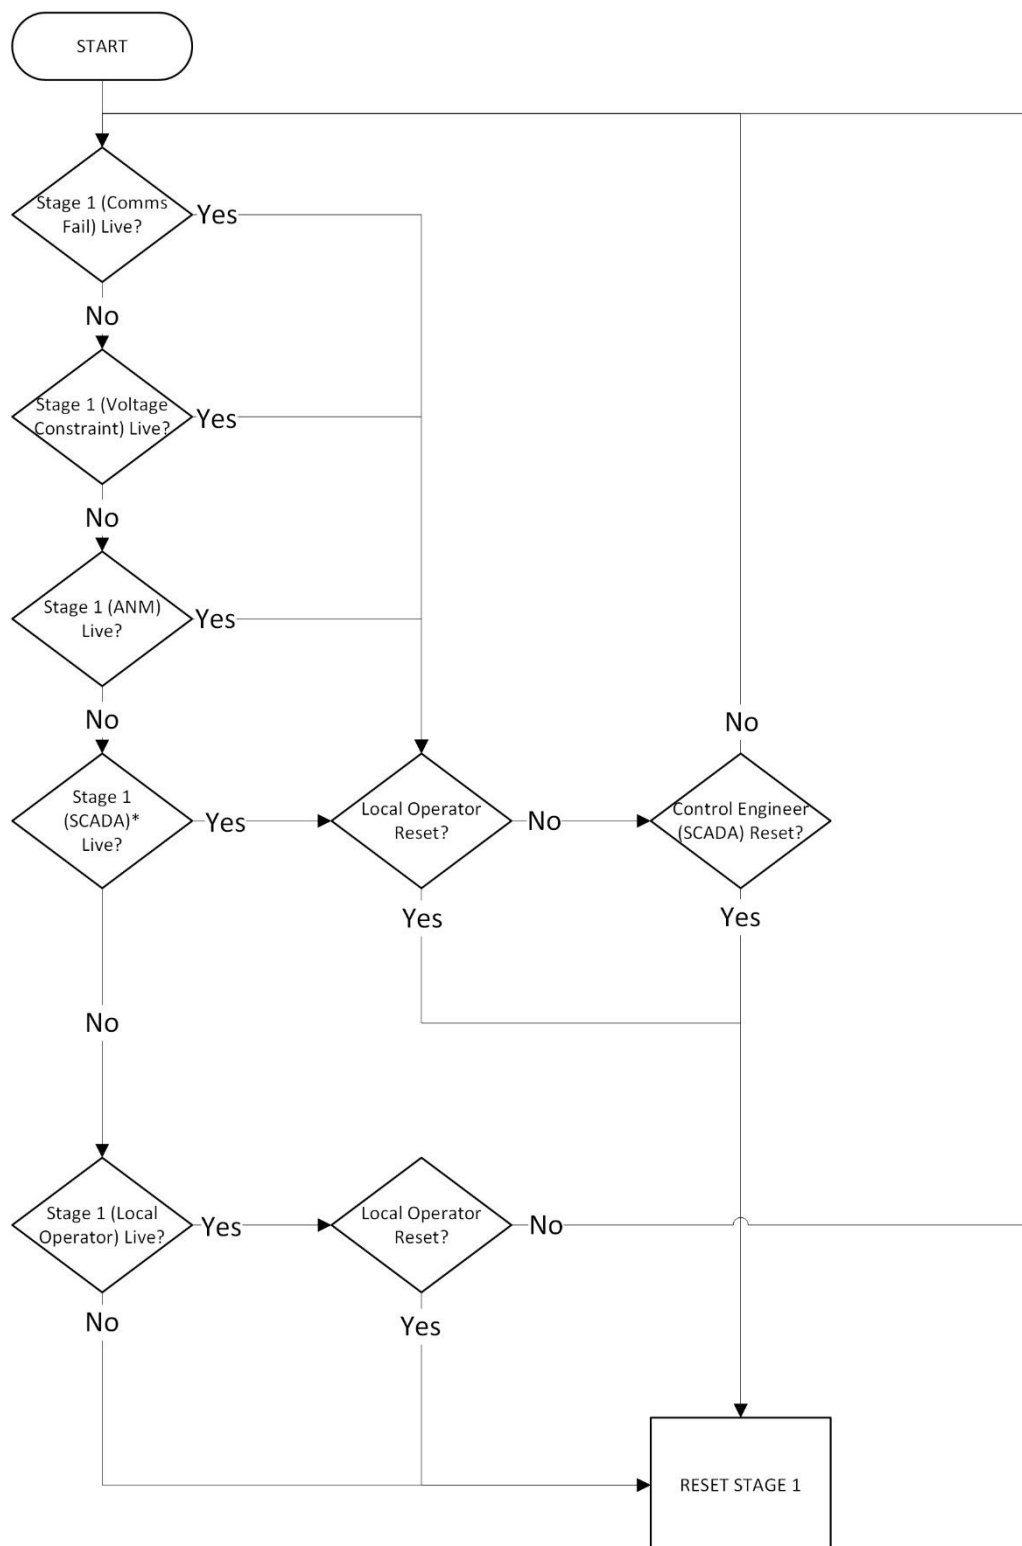 START
Stage 1 (Comms
Fail) Live?
Yes
No
Stage 1 (Voltage
Constraint) Live?
Yes
No
Stage 1 (ANM)
Live?
Yes
No
No
Stage 1
(SCADA)*
Live?
Yes
Local Operator
Reset?
No
Control Engineer
(SCADA) Reset?
Yes
Yes
No
Stage 1 (Local
Operator) Live?
Yes
Local Operator
Reset?
No
No
Yes
RESET STAGE 1